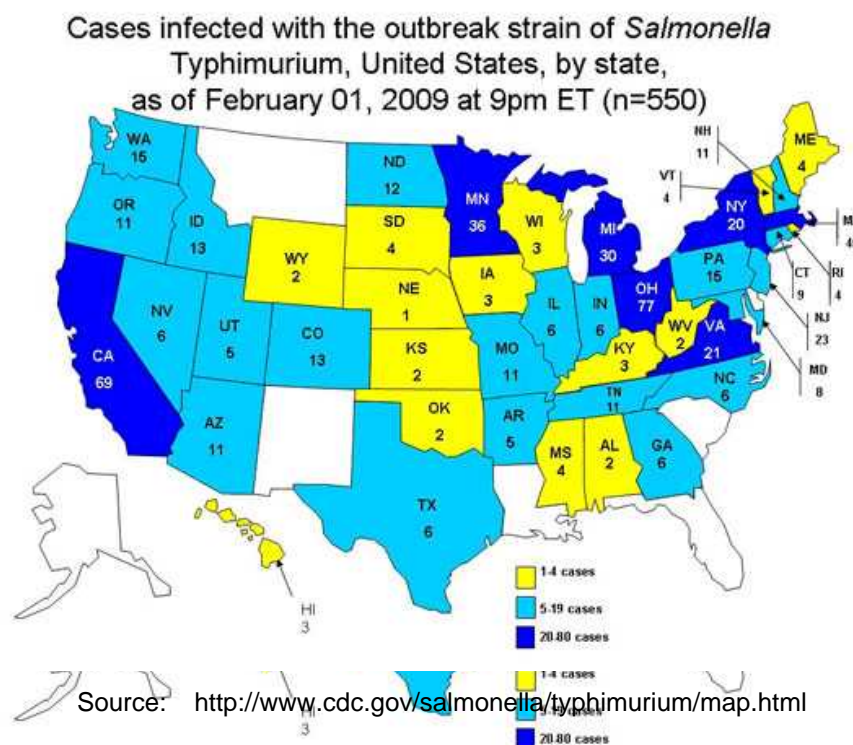 Cases infected with the outbreak strain of Salmonella
Typhimurium, United States, by state,
as of February 01, 2009 at 9pm ET (n=550)
WA
15
OR
11
ID
13
ND
12
MN
36
SD
4
WI
3
MI
30
NY
20
VT
4
NH
11
ME
4
CT
9
RI
4
NJ
23
MD
8
PA
15
WY
2
NE
1
IA
3
NV
6
UT
5
CO
13
KS
2
MO
11
IL
6
IN
6
OH
77
WV
2
VA
21
KY
3
CA
69
AZ
11
OK
2
AR
5
TN
11
NC
6
MS
4
AL
2
GA
6
TX
6
HI
3
1-4 cases
5-19 cases
20-80 cases
1-4 cases
Source: http://www.cdc.gov/salmonella/typhimurium/map.html
HI
3
5-19 cases
20-80 cases